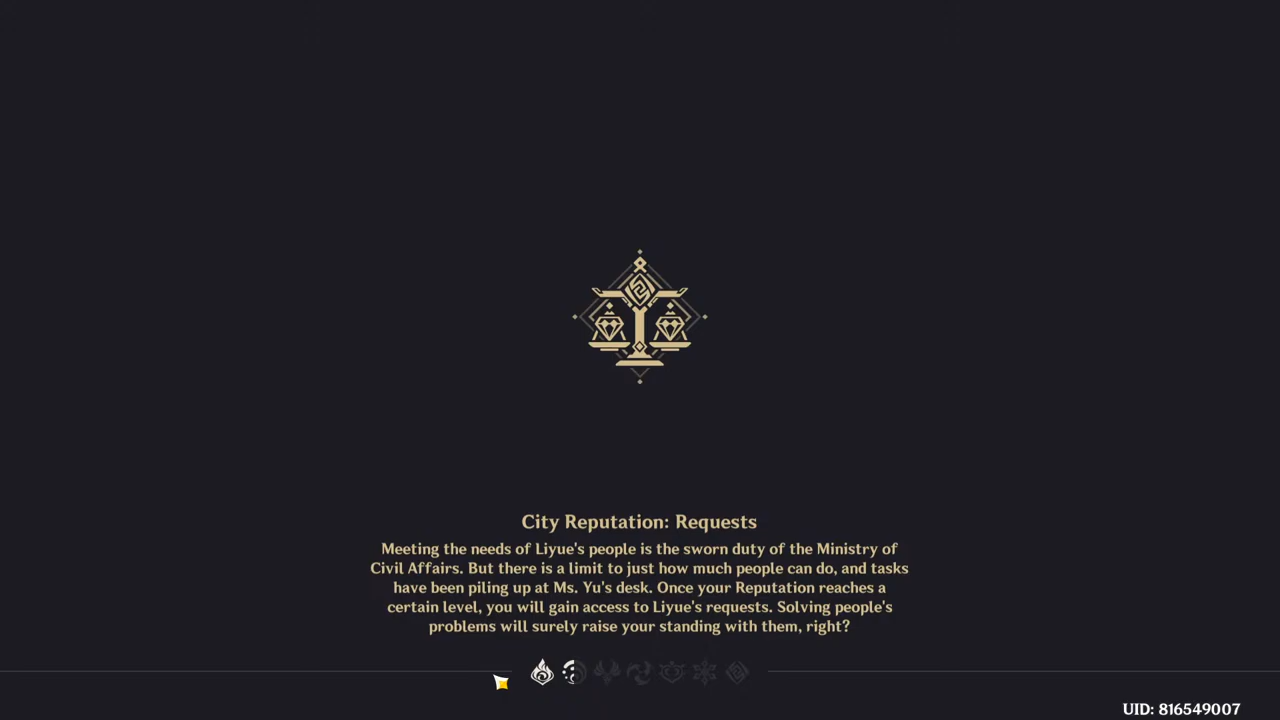 City Reputation: Requests
Meeting the needs of Liyue's people is the sworn duty of the Ministry of
Civil Affairs. But there is a limit to just how much people can do, and tasks
have been piling up at Ms. Yu's desk. Once your Reputation reaches a
certain level, you will gain access to Liyue's requests. Solving people's
problems will surely raise your standing with them, right?
UID: 816549007